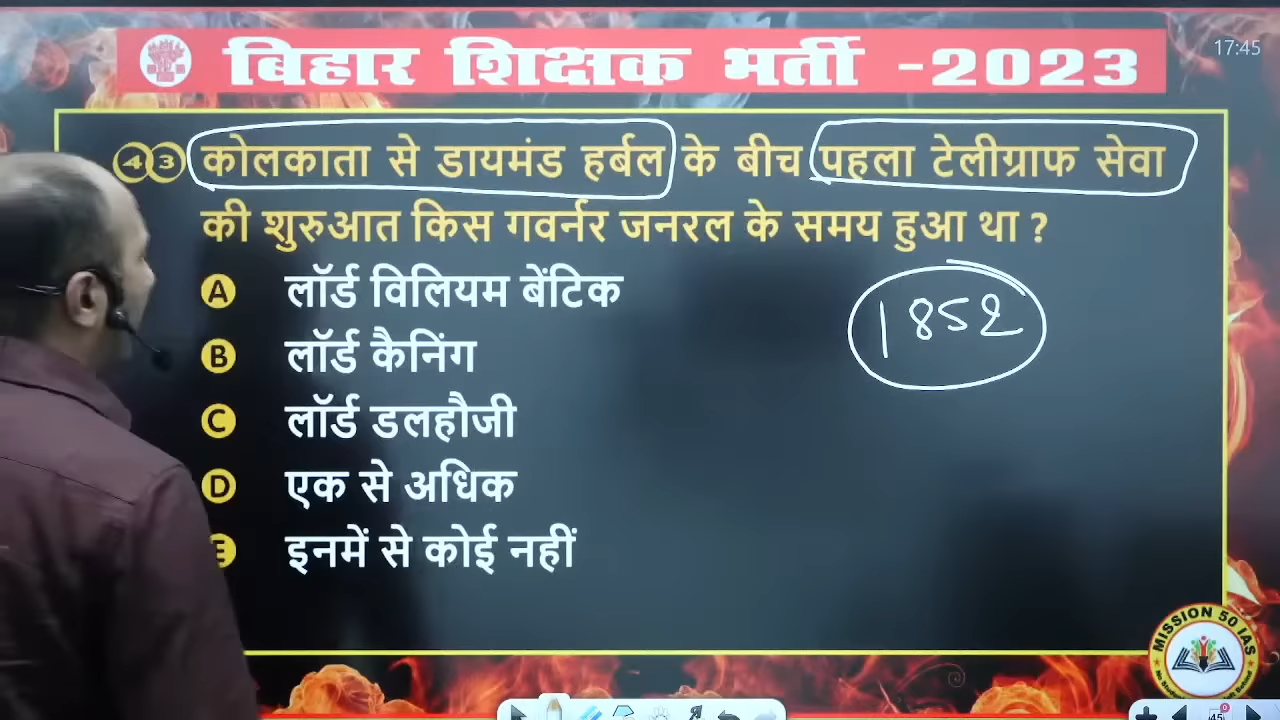 बिहार शिक्षक भर्ती -2023
17:45
43 कोलकाता से डायमंड हर्बल के बीच पहला टेलीग्राफ सेवा
की शुरुआत किस गवर्नर जनरल के समय हुआ था ?
A लॉर्ड विलियम बेंटिक
1852
B लॉर्ड कैनिंग
C लॉर्ड डलहौजी
D एक से अधिक
E इनमें से कोई नहीं
MISSION 50 IAS
45